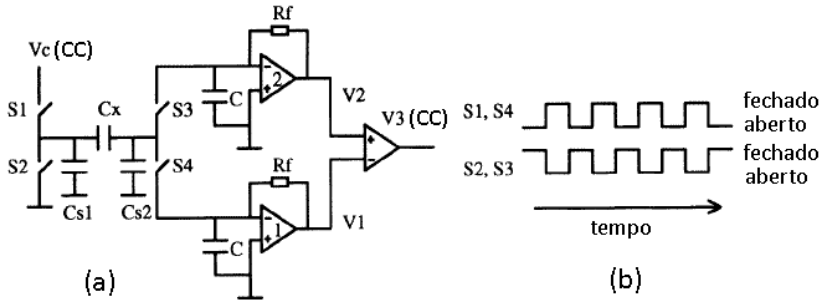 Rf
Vc (CC)
2
C
V2
S1
Cx
S3
V3 (CC)
S2
S4
Rf
Cs1
Cs2
V1
C
1
(a)
S1, S4
fechado
aberto
S2, S3
fechado
aberto
tempo
(b)